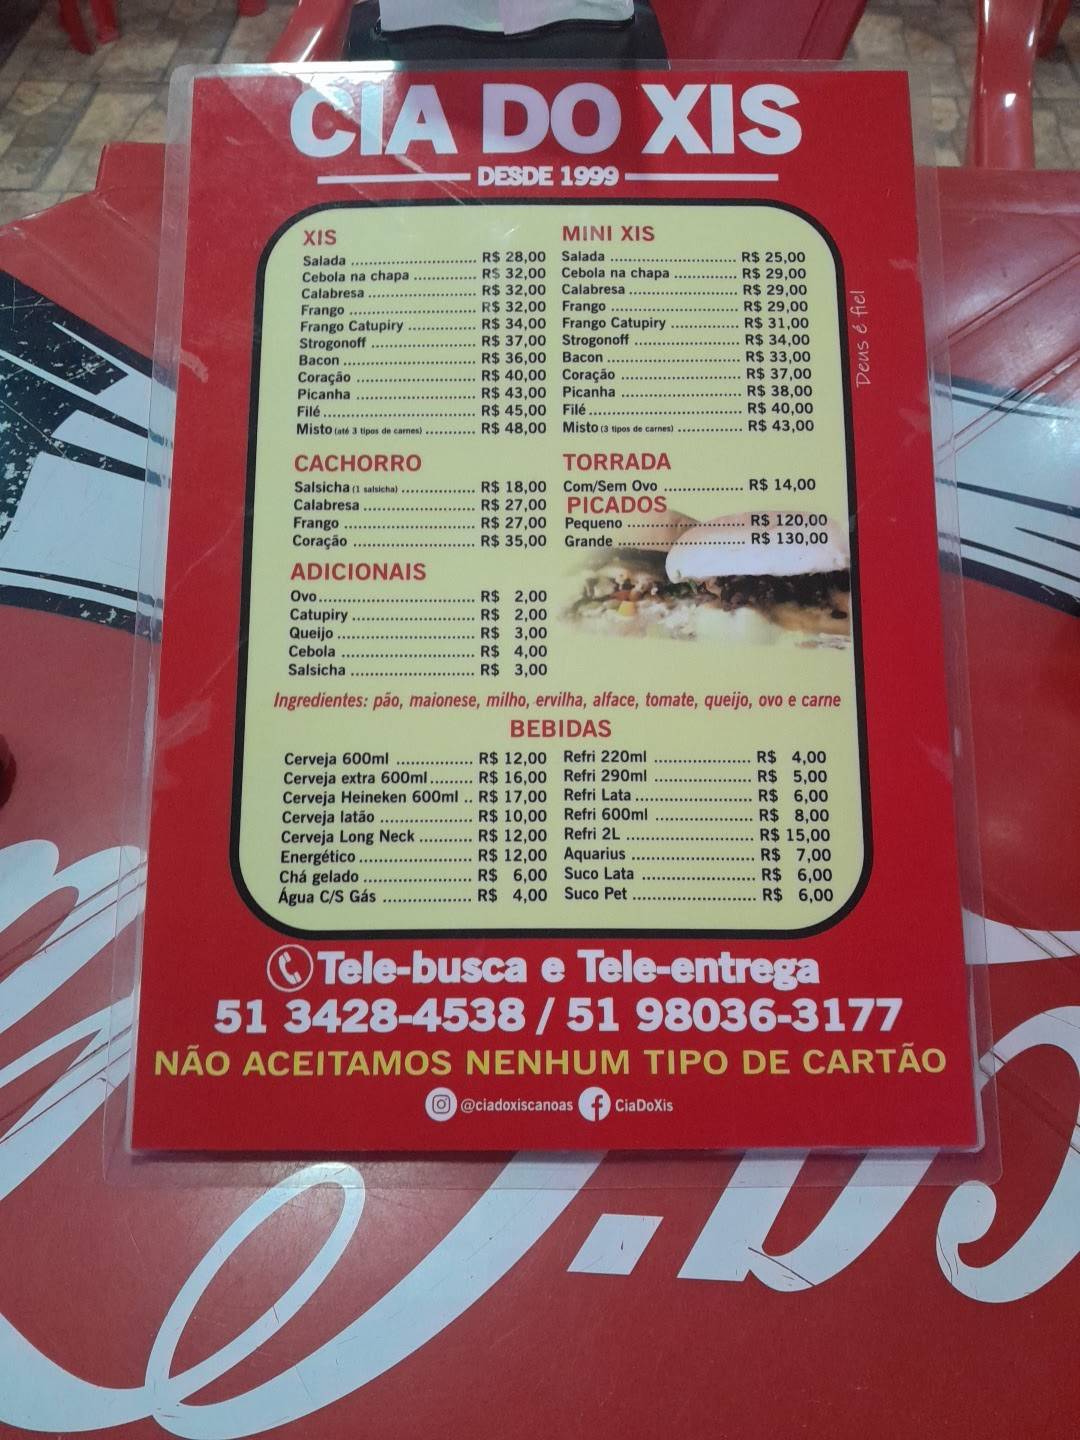 CIA DO XIS
DESDE 1999
XIS
Salada R$ 28,00
Cebola na chapa R$ 32,00
Calabresa R$ 32,00
Frango R$ 32,00
Frango Catupiry R$ 34,00
Strogonoff R$ 37,00
Bacon R$ 36,00
Coração R$ 40,00
Picanha R$ 43,00
Filé R$ 45,00
Misto (até 3 tipos de carnes) R$ 48,00
MINI XIS
Salada R$ 25,00
Cebola na chapa R$ 29,00
Calabresa R$ 29,00
Frango R$ 29,00
Frango Catupiry R$ 31,00
Strogonoff R$ 34,00
Bacon R$ 33,00
Coração R$ 37,00
Picanha R$ 38,00
Filé R$ 40,00
Misto (3 tipos de carnes) R$ 43,00
Deus é fiel
CACHORRO
Salsicha (1 salsicha) R$ 18,00
Calabresa R$ 27,00
Frango R$ 27,00
Coração R$ 35,00
TORRADA
Com/Sem Ovo R$ 14,00
PICADOS
Pequeno R$ 120,00
Grande R$ 130,00
ADICIONAIS
Ovo R$ 2,00
Catupiry R$ 2,00
Queijo R$ 3,00
Cebola R$ 4,00
Salsicha R$ 3,00
Ingredientes: pão, maionese, milho, ervilha, alface, tomate, queijo, ovo e carne
BEBIDAS
Cerveja 600ml R$ 12,00
Cerveja extra 600ml R$ 16,00
Cerveja Heineken 600ml R$ 17,00
Cerveja latão R$ 10,00
Cerveja Long Neck R$ 12,00
Energético R$ 12,00
Chá gelado R$ 6,00
Água C/S Gás R$ 4,00
Refri 220ml R$ 4,00
Refri 290ml R$ 5,00
Refri Lata R$ 6,00
Refri 600ml R$ 8,00
Refri 2L R$ 15,00
Aquarius R$ 7,00
Suco Lata R$ 6,00
Suco Pet R$ 6,00
Tele-busca e Tele-entrega
51 3428-4538 / 51 98036-3177
NÃO ACEITAMOS NENHUM TIPO DE CARTÃO
@ciadoxiscanoas CiaDoXis